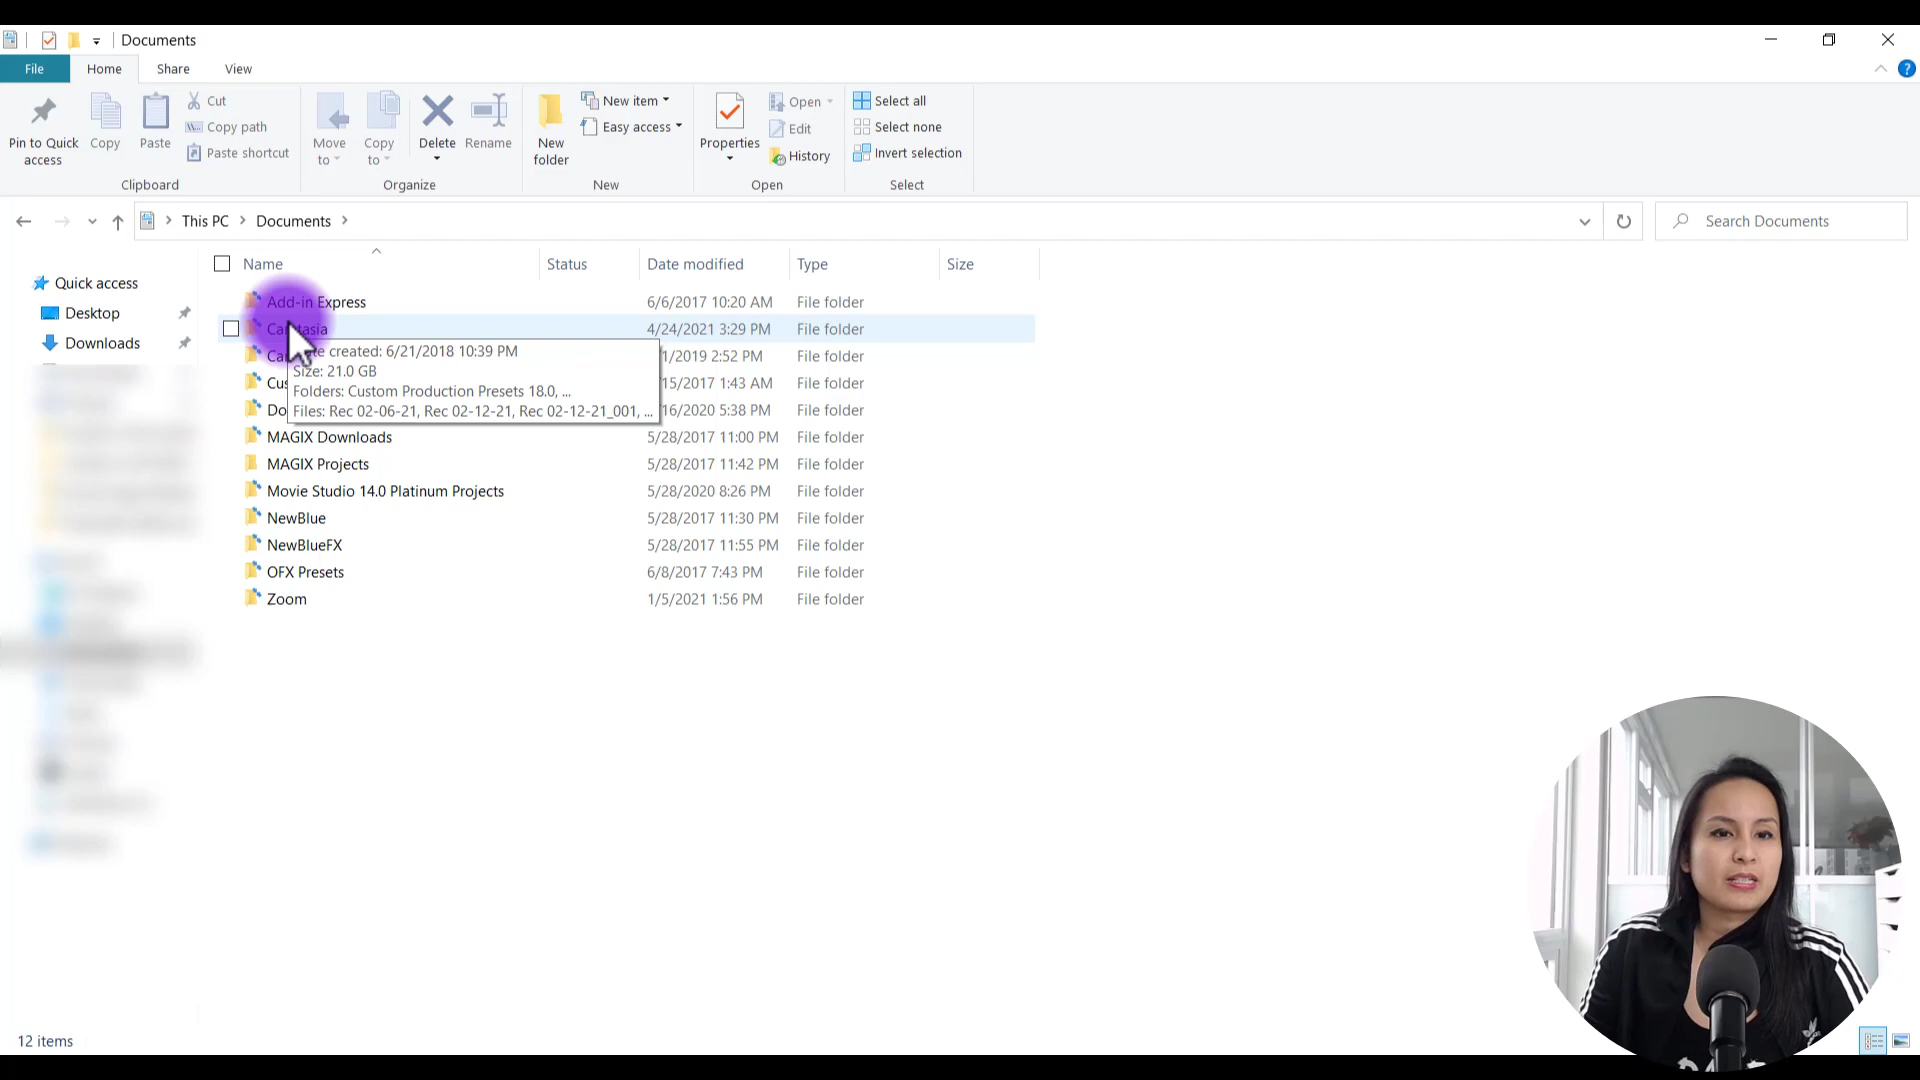 Documents
File Home Share View
Pin to Quick access
Copy
Paste
Cut
Copy path
Paste shortcut
Clipboard
Move to
Copy to
Delete
Rename
Organize
New folder
New item
Easy access
New
Properties
Open
Edit
History
Open
Select all
Select none
Invert selection
Select
This PC Documents
Search Documents
Quick access
Desktop
Downloads
Name Status Date modified Type Size
Add-in Express 6/6/2017 10:20 AM File folder
Camtasia 4/24/2021 3:29 PM File folder
1/2019 2:52 PM File folder
15/2017 1:43 AM File folder
16/2020 5:38 PM File folder
created: 6/21/2018 10:39 PM
Size: 21.0 GB
Folders: Custom Production Presets 18.0, ...
Files: Rec 02-06-21, Rec 02-12-21, Rec 02-12-21_001, ...
MAGIX Downloads 5/28/2017 11:00 PM File folder
MAGIX Projects 5/28/2017 11:42 PM File folder
Movie Studio 14.0 Platinum Projects 5/28/2020 8:26 PM File folder
NewBlue 5/28/2017 11:30 PM File folder
NewBlueFX 5/28/2017 11:55 PM File folder
OFX Presets 6/8/2017 7:43 PM File folder
Zoom 1/5/2021 1:56 PM File folder
12 items